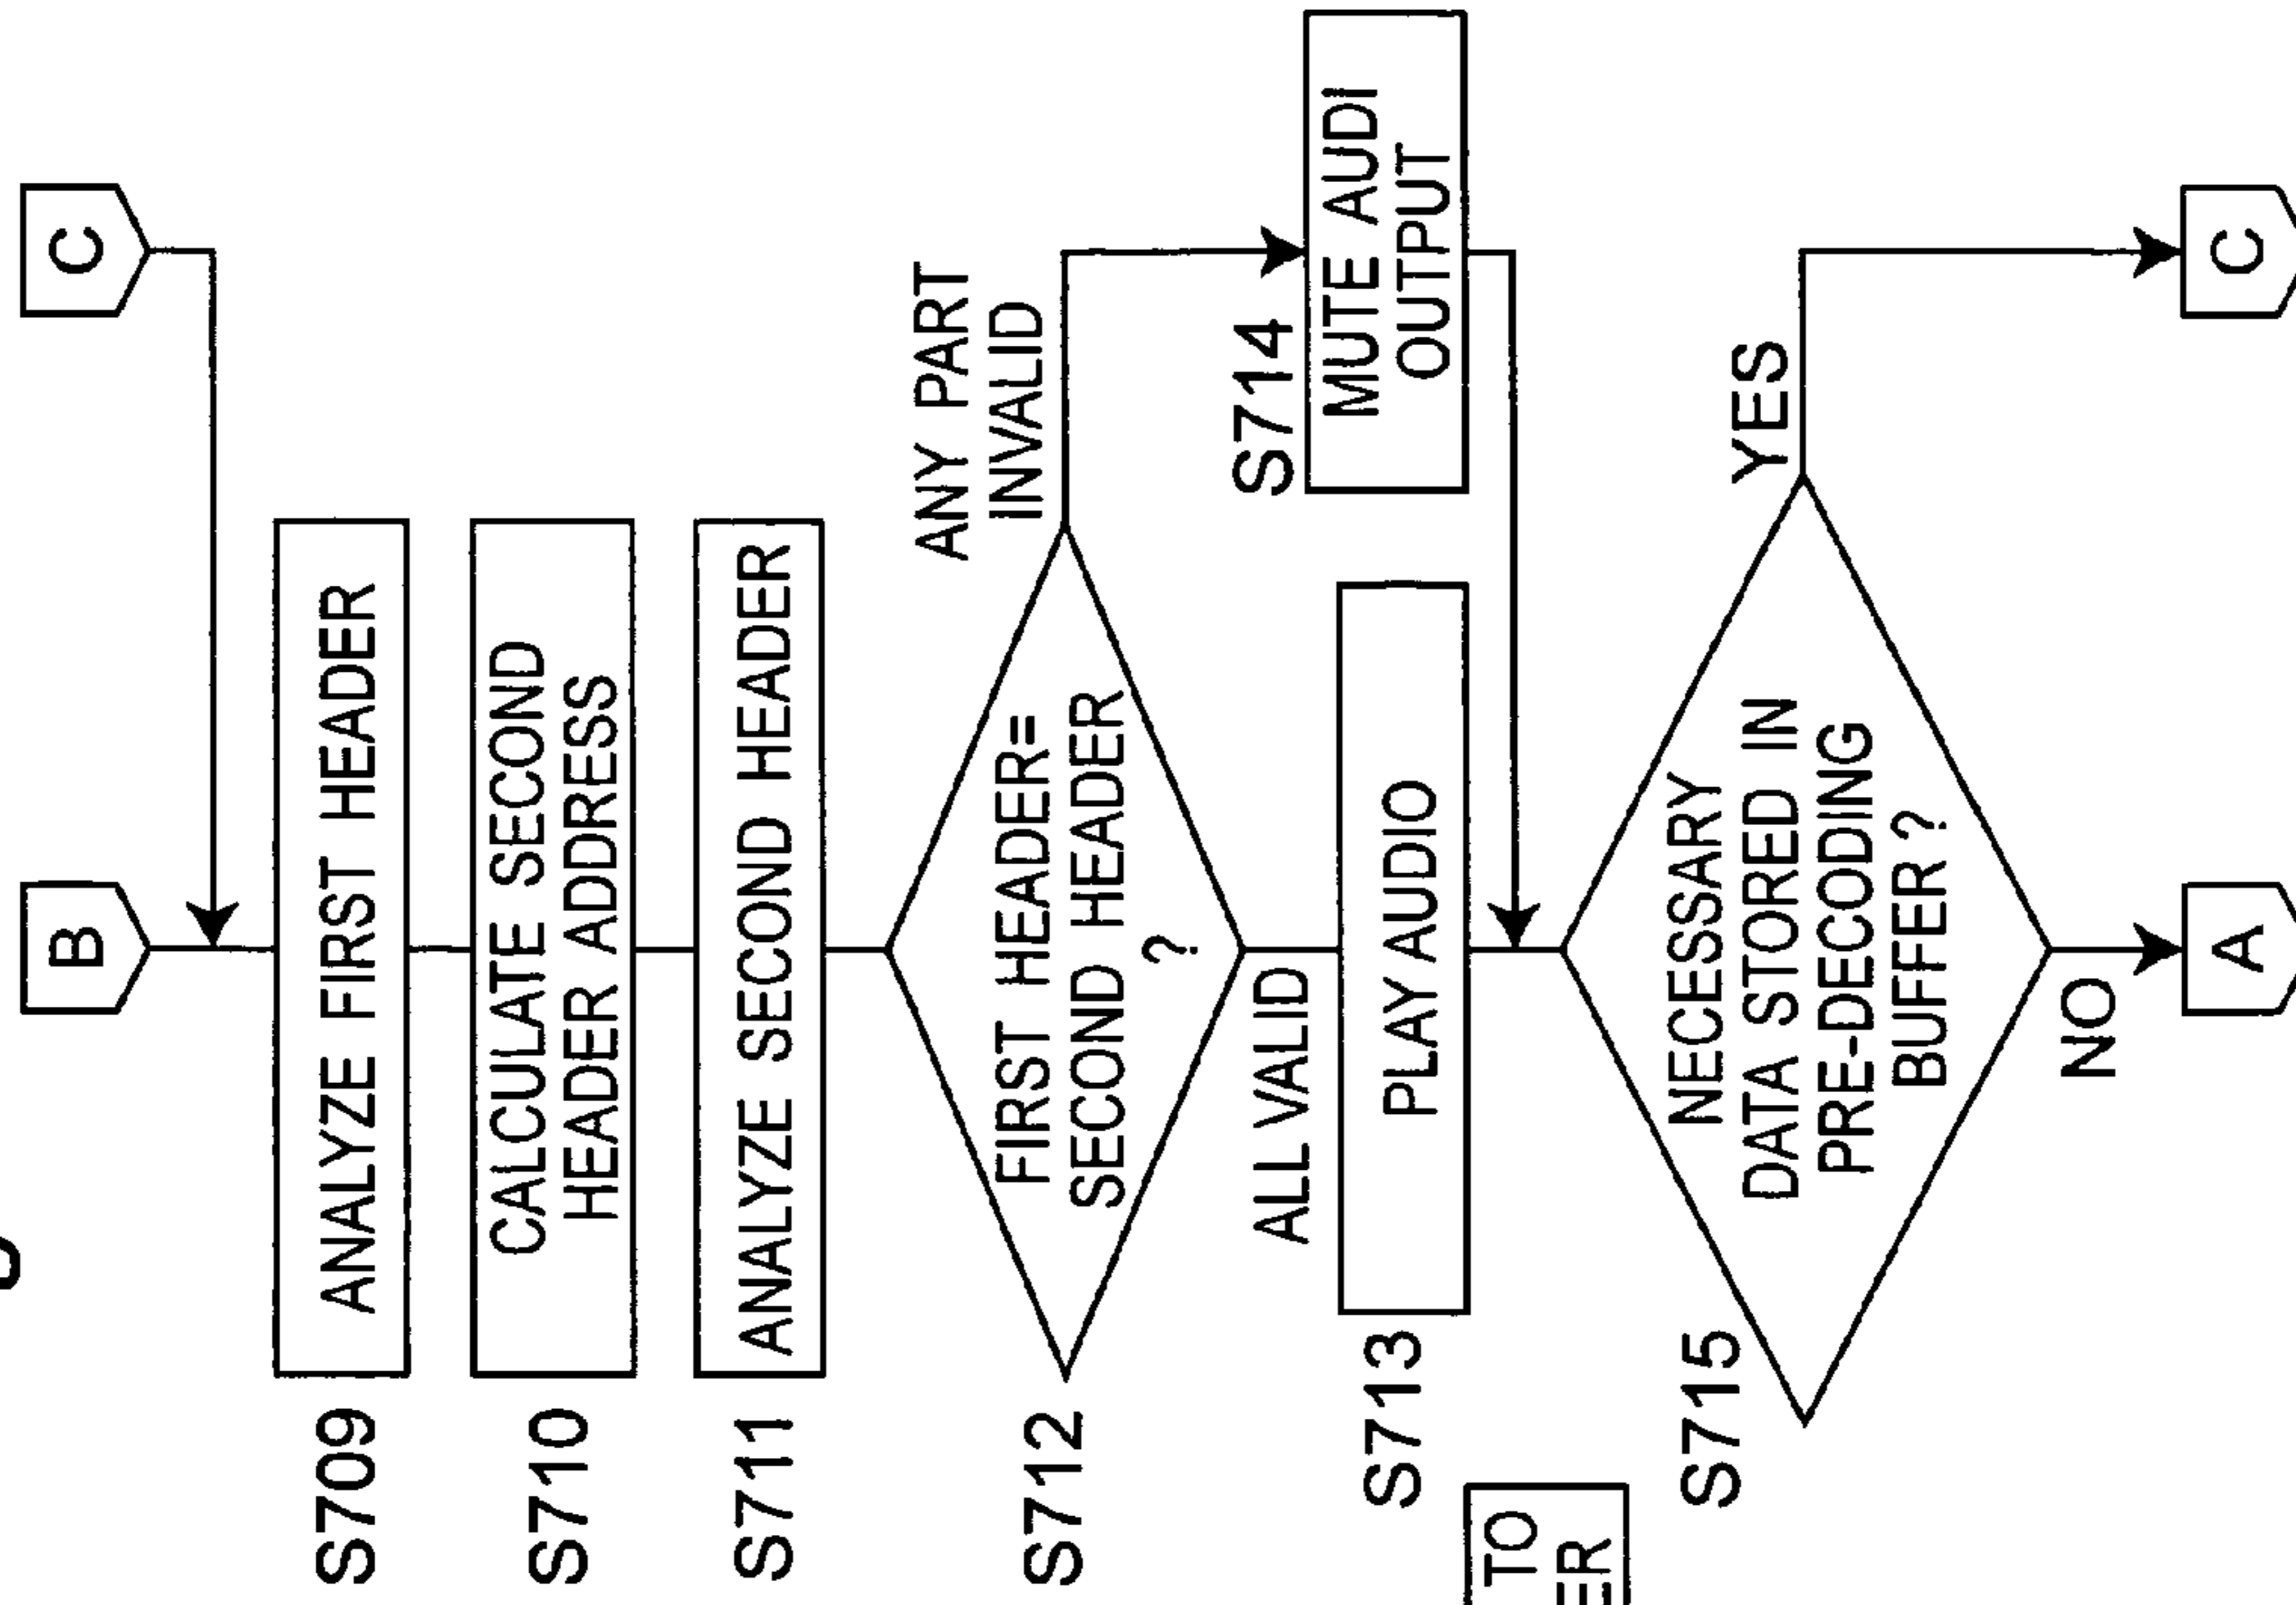 B
C
S709
ANALYZE FIRST HEADER
S710
CALCULATE SECOND
HEADER ADDRESS
S711
ANALYZE SECOND HEADER
S712
FIRST HEADER=
SECOND HEADER
?
ANY PART
INVALID
ALL VALID
S713
PLAY AUDIO
S714
MUTE AUDI
OUTPUT
S715
NECESSARY
DATA STORED IN
PRE-DECODING
BUFFER ?
YES
NO
A
C
TO
ER